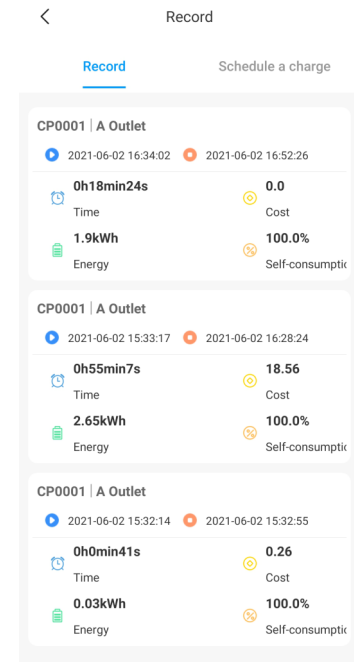 Record
Record Schedule a charge
CP0001 | A Outlet
2021-06-02 16:34:02 2021-06-02 16:52:26
0h18min24s 0.0
Time Cost
1.9kWh 100.0%
Energy Self-consumptic
CP0001 | A Outlet
2021-06-02 15:33:17 2021-06-02 16:28:24
0h55min7s 18.56
Time Cost
2.65kWh 100.0%
Energy Self-consumptic
CP0001 | A Outlet
2021-06-02 15:32:14 2021-06-02 15:32:55
0h0min41s 0.26
Time Cost
0.03kWh 100.0%
Energy Self-consumptic